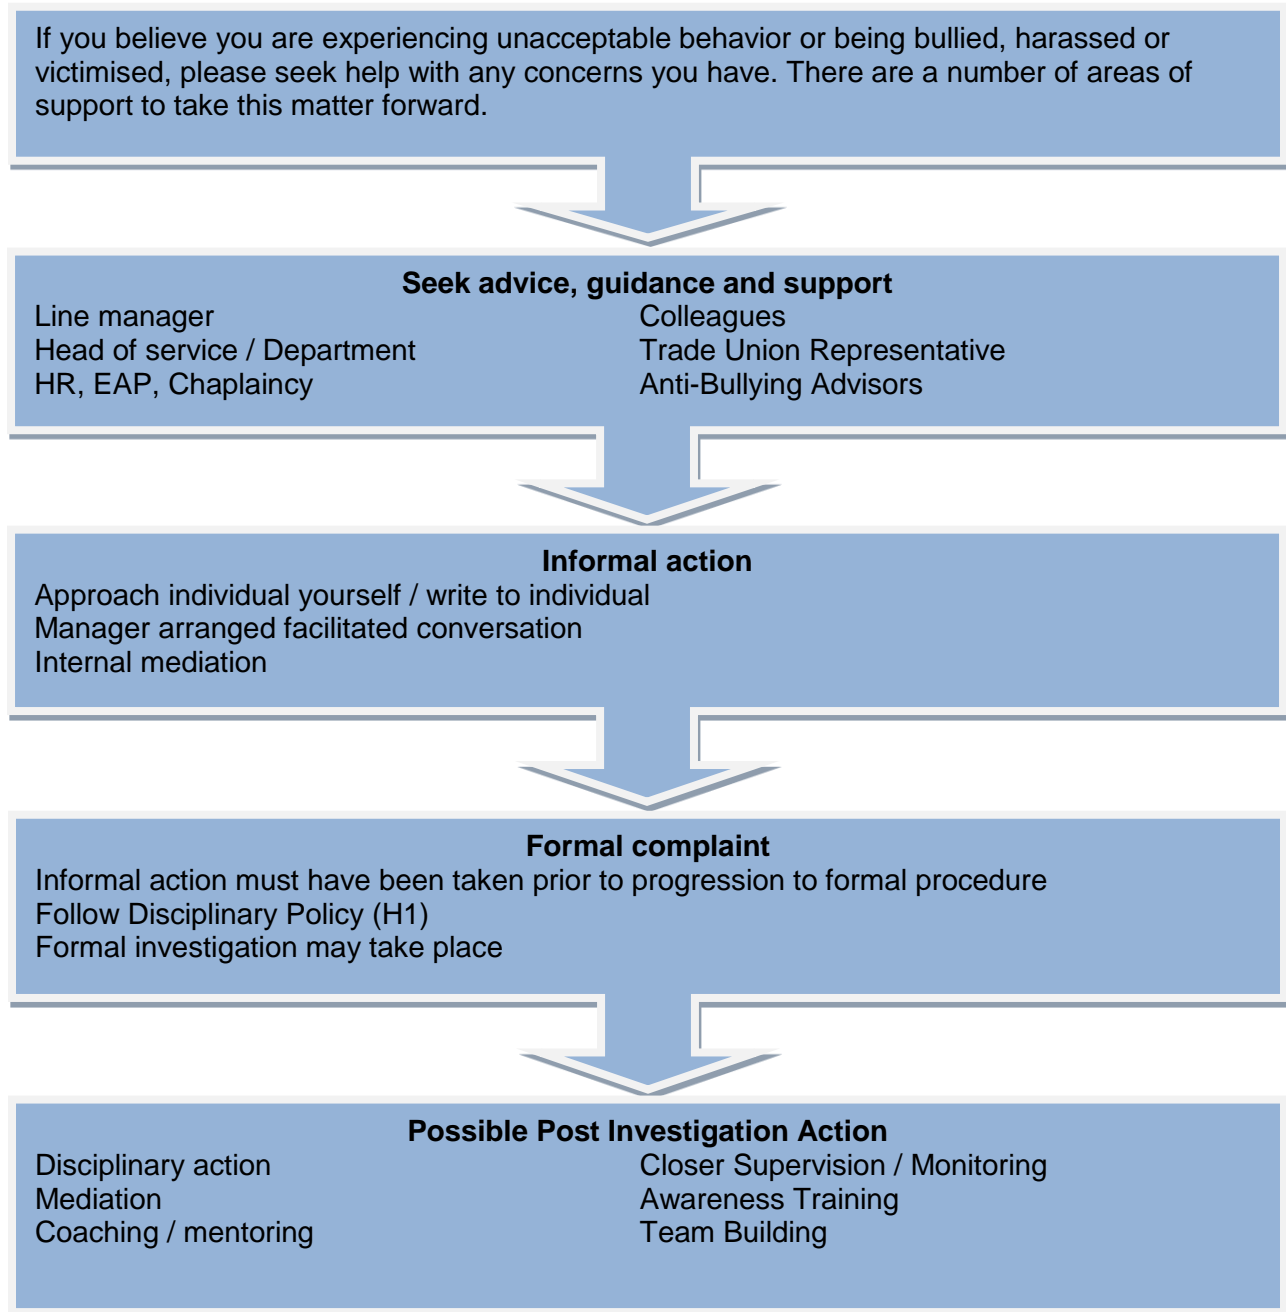 If you believe you are experiencing unacceptable behavior or being bullied, harassed or
victimised, please seek help with any concerns you have. There are a number of areas of
support to take this matter forward.
Seek advice, guidance and support
Line manager
Head of service / Department
HR, EAP, Chaplaincy
Colleagues
Trade Union Representative
Anti-Bullying Advisors
Informal action
Approach individual yourself / write to individual
Manager arranged facilitated conversation
Internal mediation
Formal complaint
Informal action must have been taken prior to progression to formal procedure
Follow Disciplinary Policy (H1)
Formal investigation may take place
Possible Post Investigation Action
Disciplinary action
Mediation
Coaching / mentoring
Closer Supervision / Monitoring
Awareness Training
Team Building